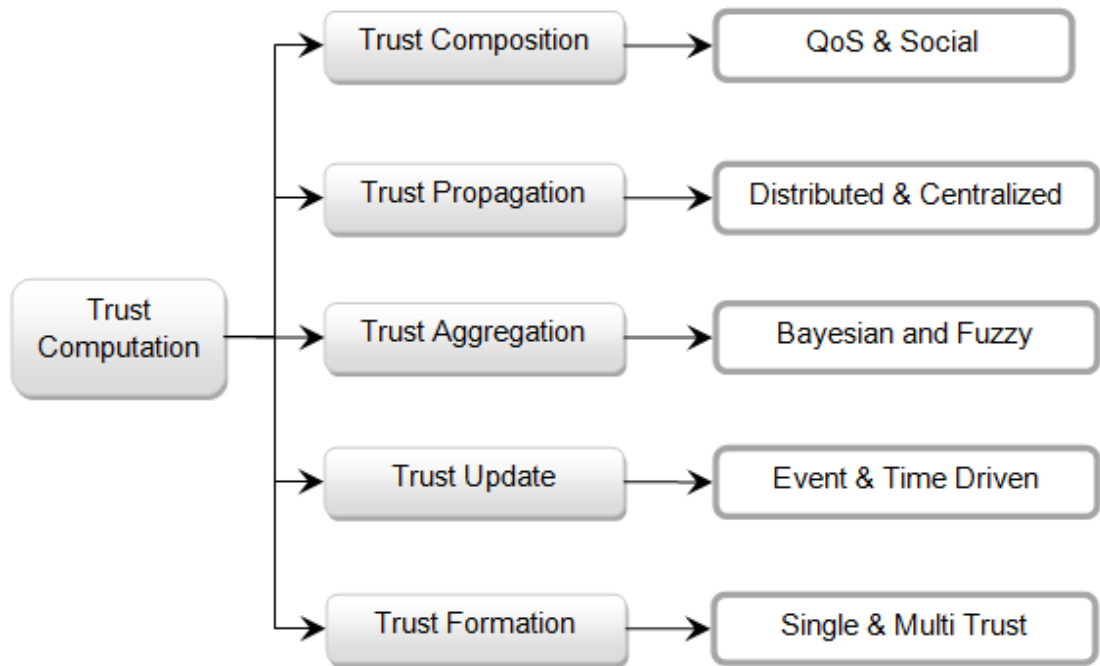 Trust Composition
QoS & Social
Trust Propagation
Distributed & Centralized
Trust
Computation
Trust Aggregation
Bayesian and Fuzzy
Trust Update
Event & Time Driven
Trust Formation
Single & Multi Trust